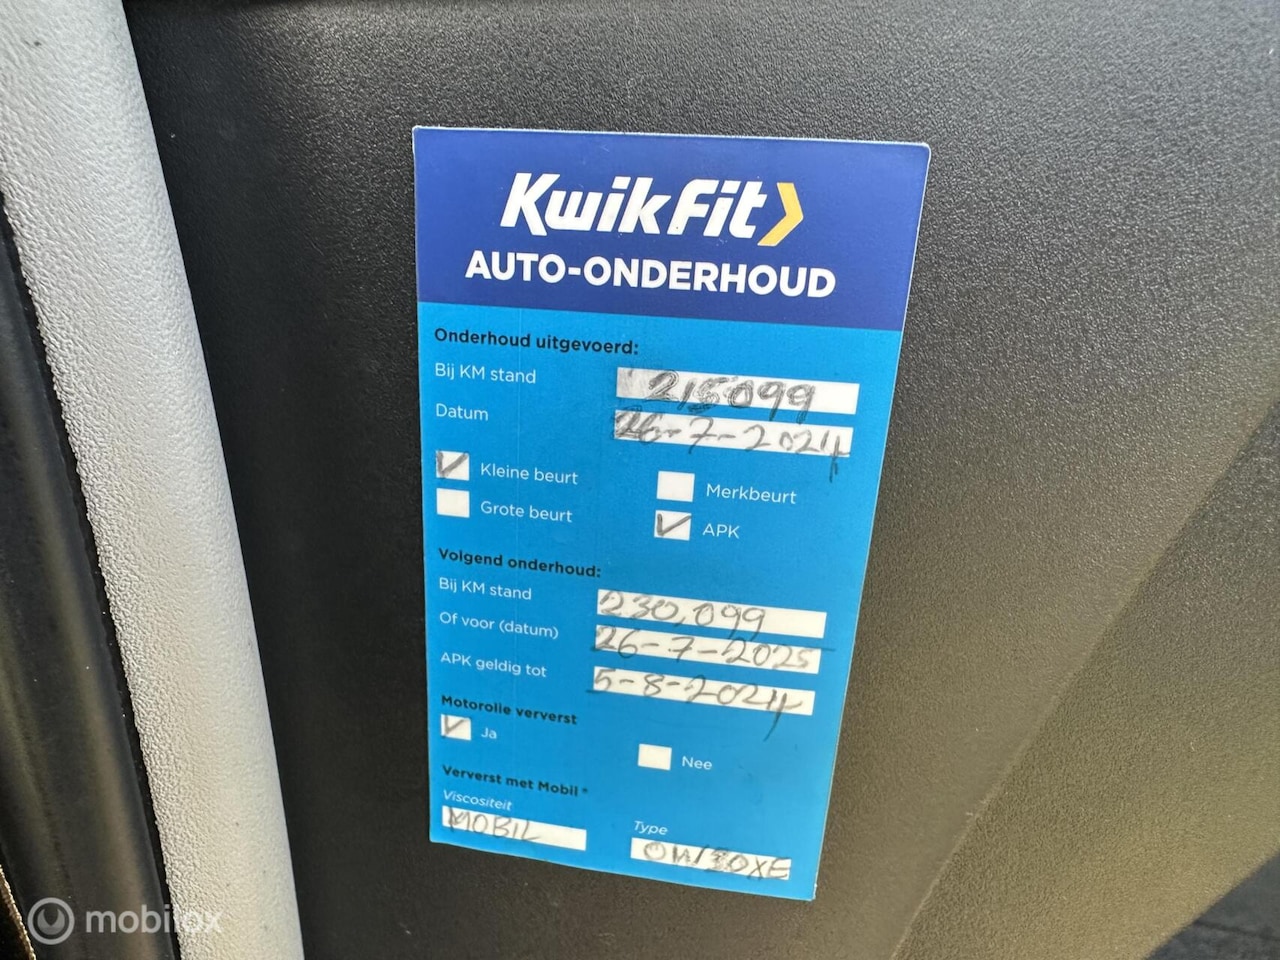 KwikFit
AUTO-ONDERHOUD
Onderhoud uitgevoerd:
Bij KM stand 215099
Datum 26-7-2024
Kleine beurt Merkbeurt
Grote beurt APK
Volgend onderhoud:
Bij KM stand 230,099
Of voor (datum) 26-7-2025
APK geldig tot 5-8-2024
Motorolie ververst
Ja Nee
Ververst met Mobil®
Viscositeit Type
MOBIL
mobilox